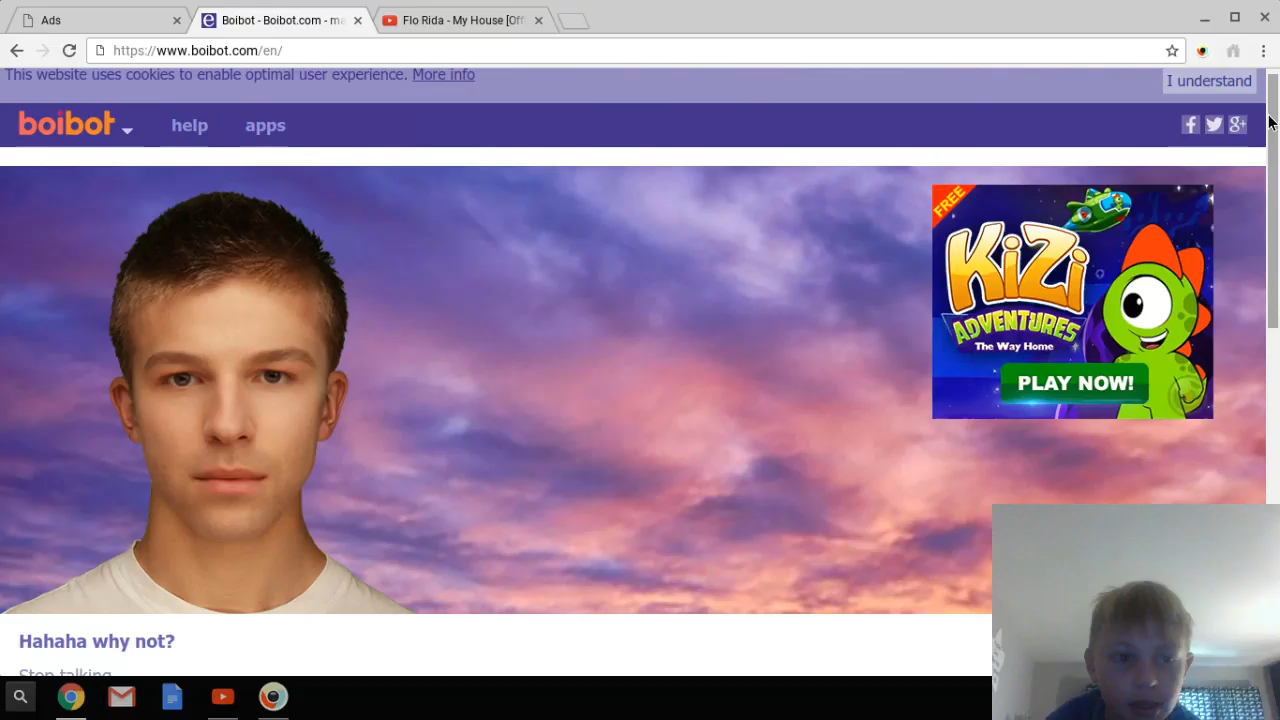 Ads
Boibot - Boibot.com - m
Flo Rida - My House [Off
https://www.boibot.com/en/
This website uses cookies to enable optimal user experience. More info
I understand
boibot
help
apps
FREE
KiZi
ADVENTURES
The Way Home
PLAY NOW!
Hahaha why not?
Stop talking